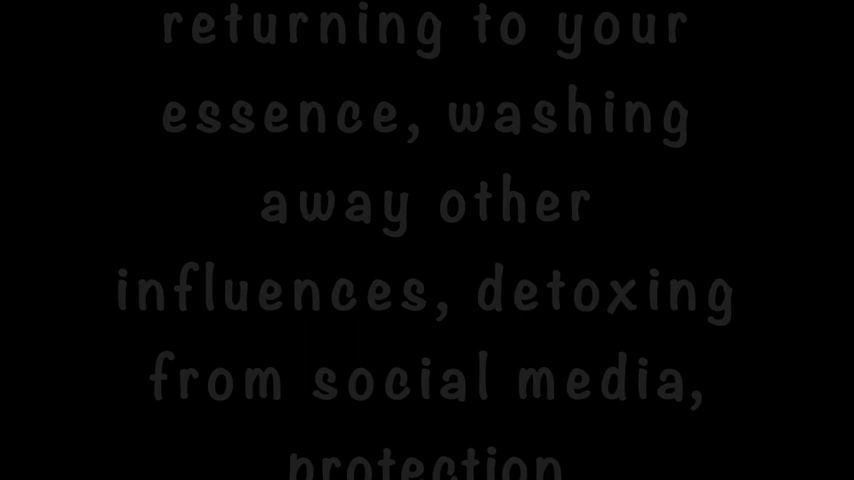 returning to your
essence, washing
away other
influences, detoxing
from social media,
protection